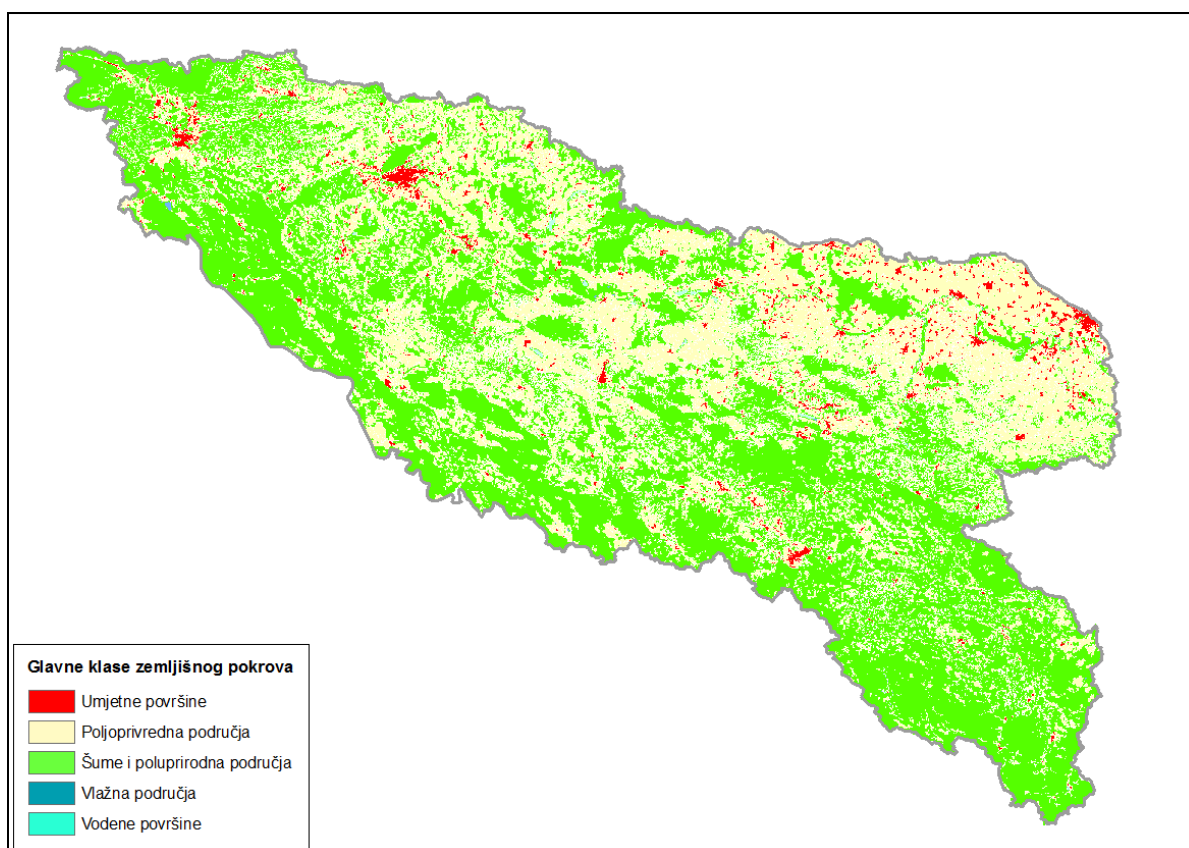 Glavne klase zemljišnog pokrova
Umjetne površine
Poljoprivredna područja
Šume i poluprirodna područja
Vlažna područja
Vodene površine